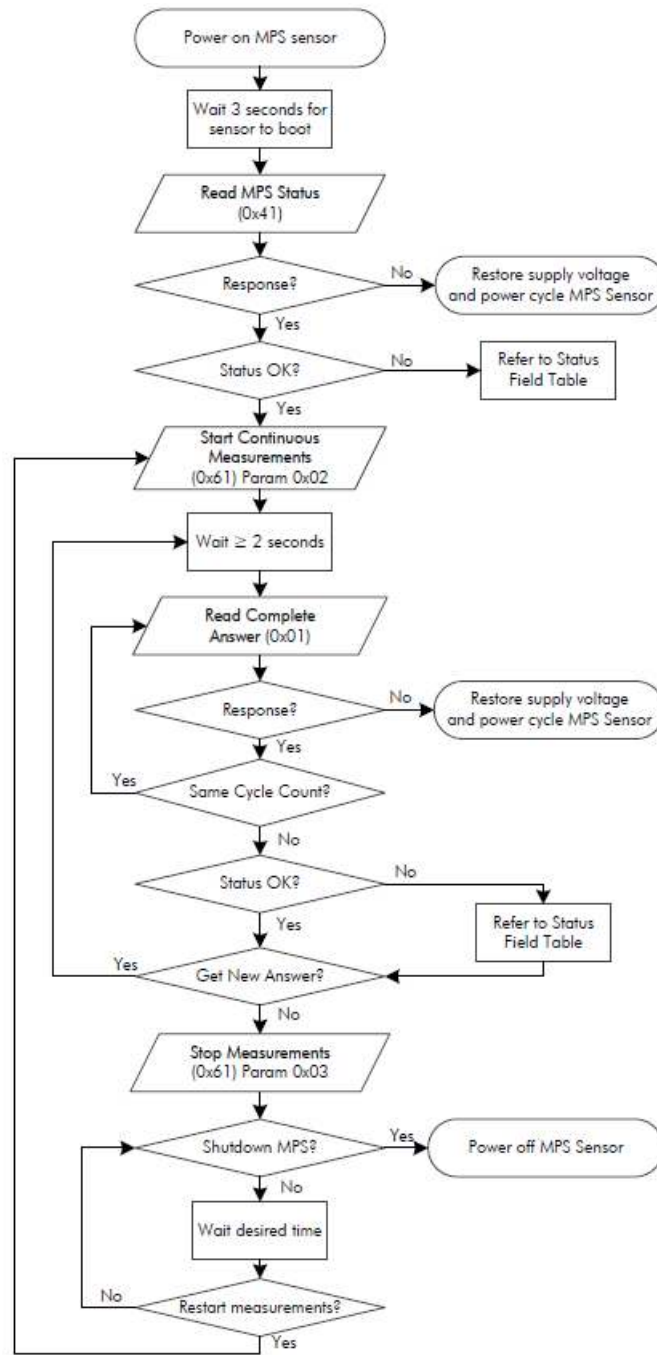 Power on MPS sensor
Wait 3 seconds for
sensor to boot
Read MPS Status
(0x41)
Response?
No
Restore supply voltage
and power cycle MPS Sensor
Yes
Status OK?
No
Refer to Status
Field Table
Yes
Start Continuous
Measurements
(0x61) Param 0x02
Wait ≥ 2 seconds
Read Complete
Answer (0x01)
Response?
No
Restore supply voltage
and power cycle MPS Sensor
Yes
Yes
Same Cycle Count?
No
Status OK?
No
Refer to Status
Field Table
Yes
Yes
Get New Answer?
No
Stop Measurements
(0x61) Param 0x03
Shutdown MPS?
Yes
Power off MPS Sensor
No
Wait desired time
No
Restart measurements?
Yes